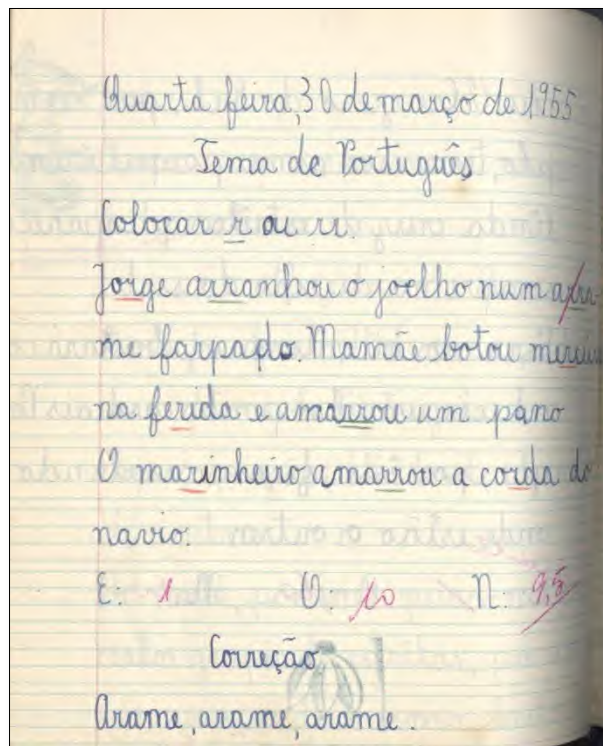 Quarta feira, 30 de março de 1955
Tema de Português
Colocar r ou rr.
Jorge arranhou o joelho num arra-
me farpado. Mamãe botou mercuro
na ferida e amarrou um pano
O marinheiro amarrou a corda do
navio.
E: 1 O: 10 N: 9,8
Correção
Arame, arame, arame.